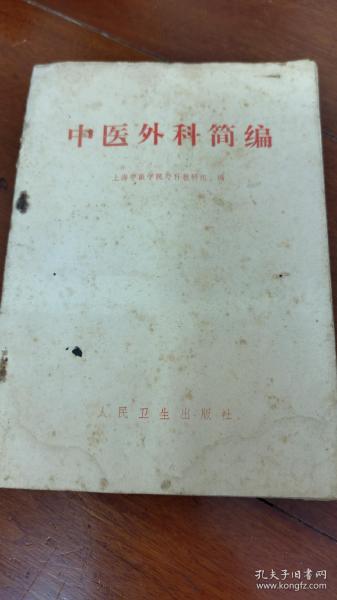 中医外科简编
上海中医学院外科教研组 编
人民卫生出版社
孔夫子旧书网
www.kongfz.com